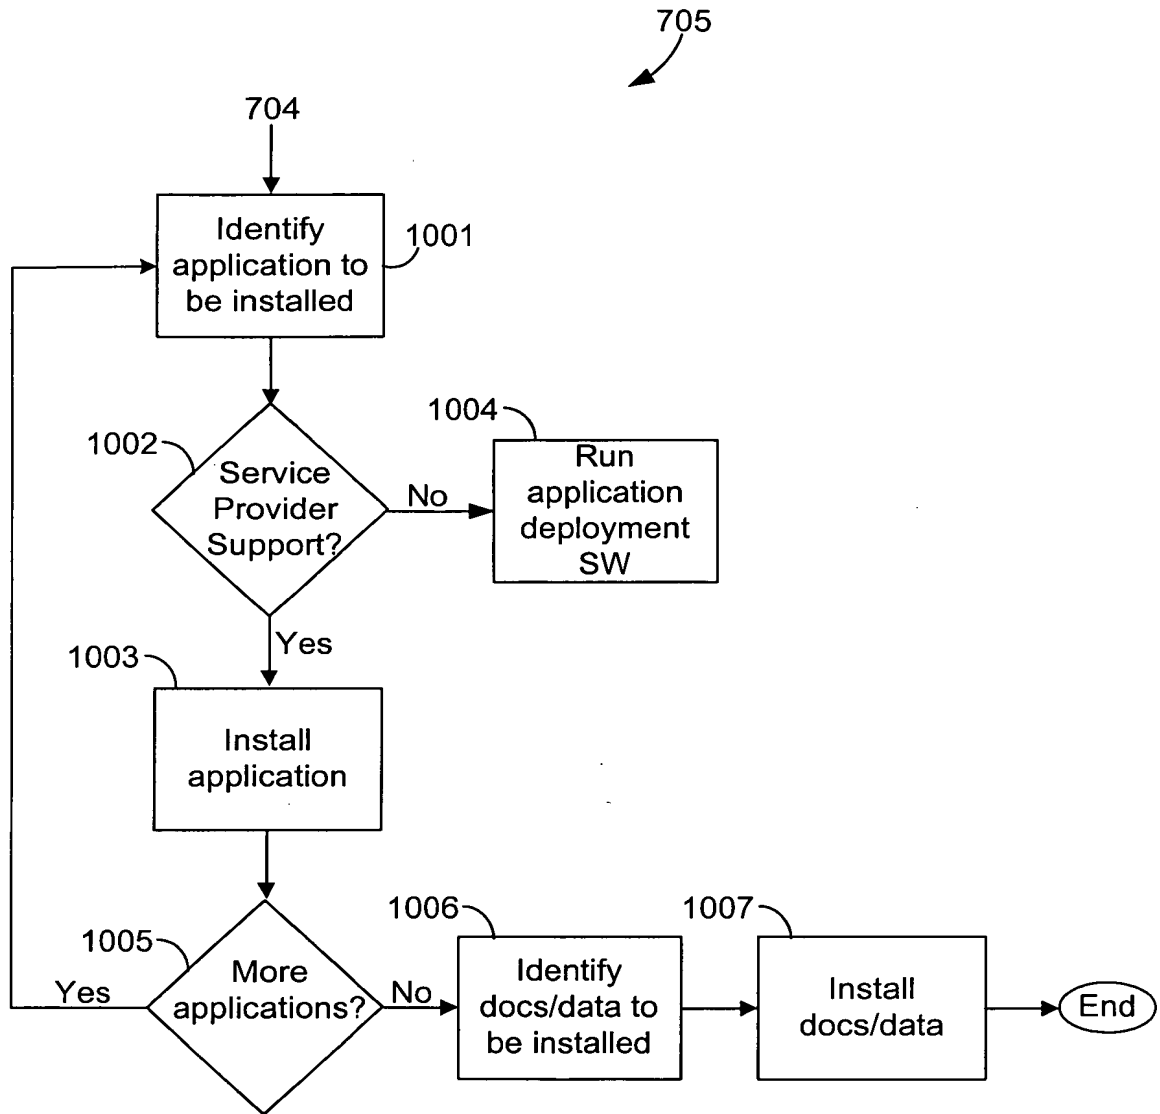 705
704
Identify
application to
be installed
1001
1002
Service
Provider
Support?
No
1004
Run
application
deployment
SW
Yes
1003
Install
application
1005
More
applications?
Yes
No
1006
Identify
docs/data to
be installed
1007
Install
docs/data
End